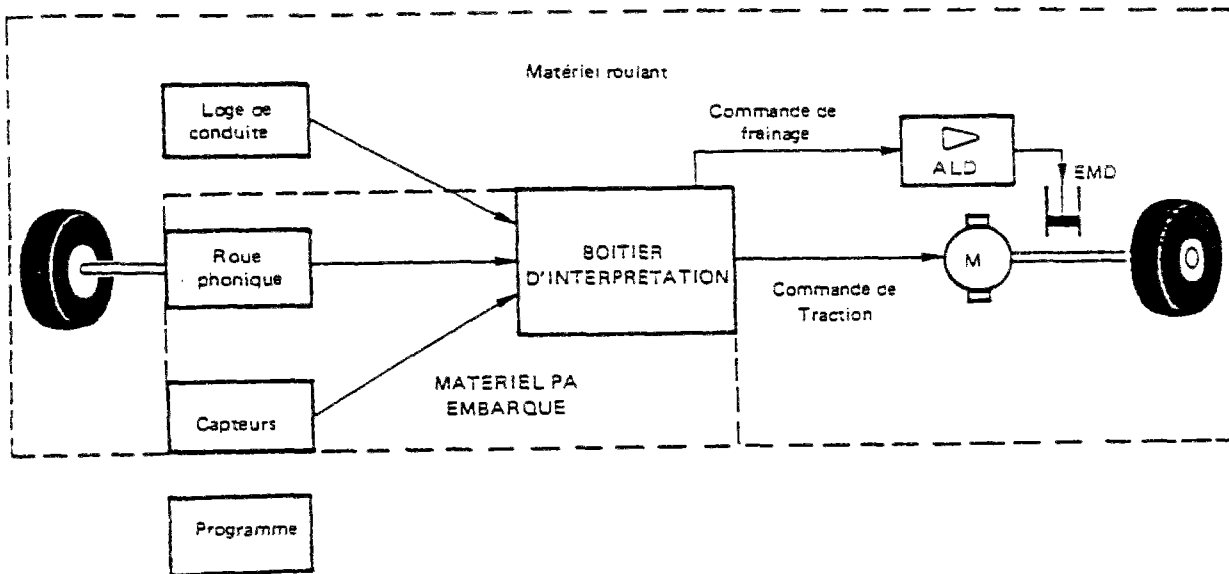 Matériel roulant
Loge de
conduite
Commande de
frainage
ALD
EMD
Roue
phonique
BOITIER
D'INTERPRETATION
M
Commande de
Traction
MATERIEL PA
EMBARQUE
Capteurs
Programme